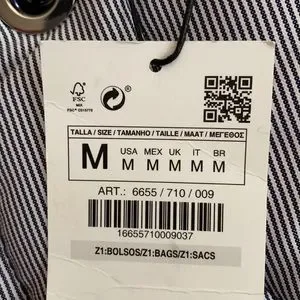 FSC
MIX
TALLA / SIZE / TAMANHO / TAILLE / MAAT / ΜΕΓΕΘΟΣ
M USA MEX UK IT BR
M M M M M
ART.: 6655 / 710 / 009
16655710009037
Z1:BOLSOS/Z1:BAGS/Z1:SACS